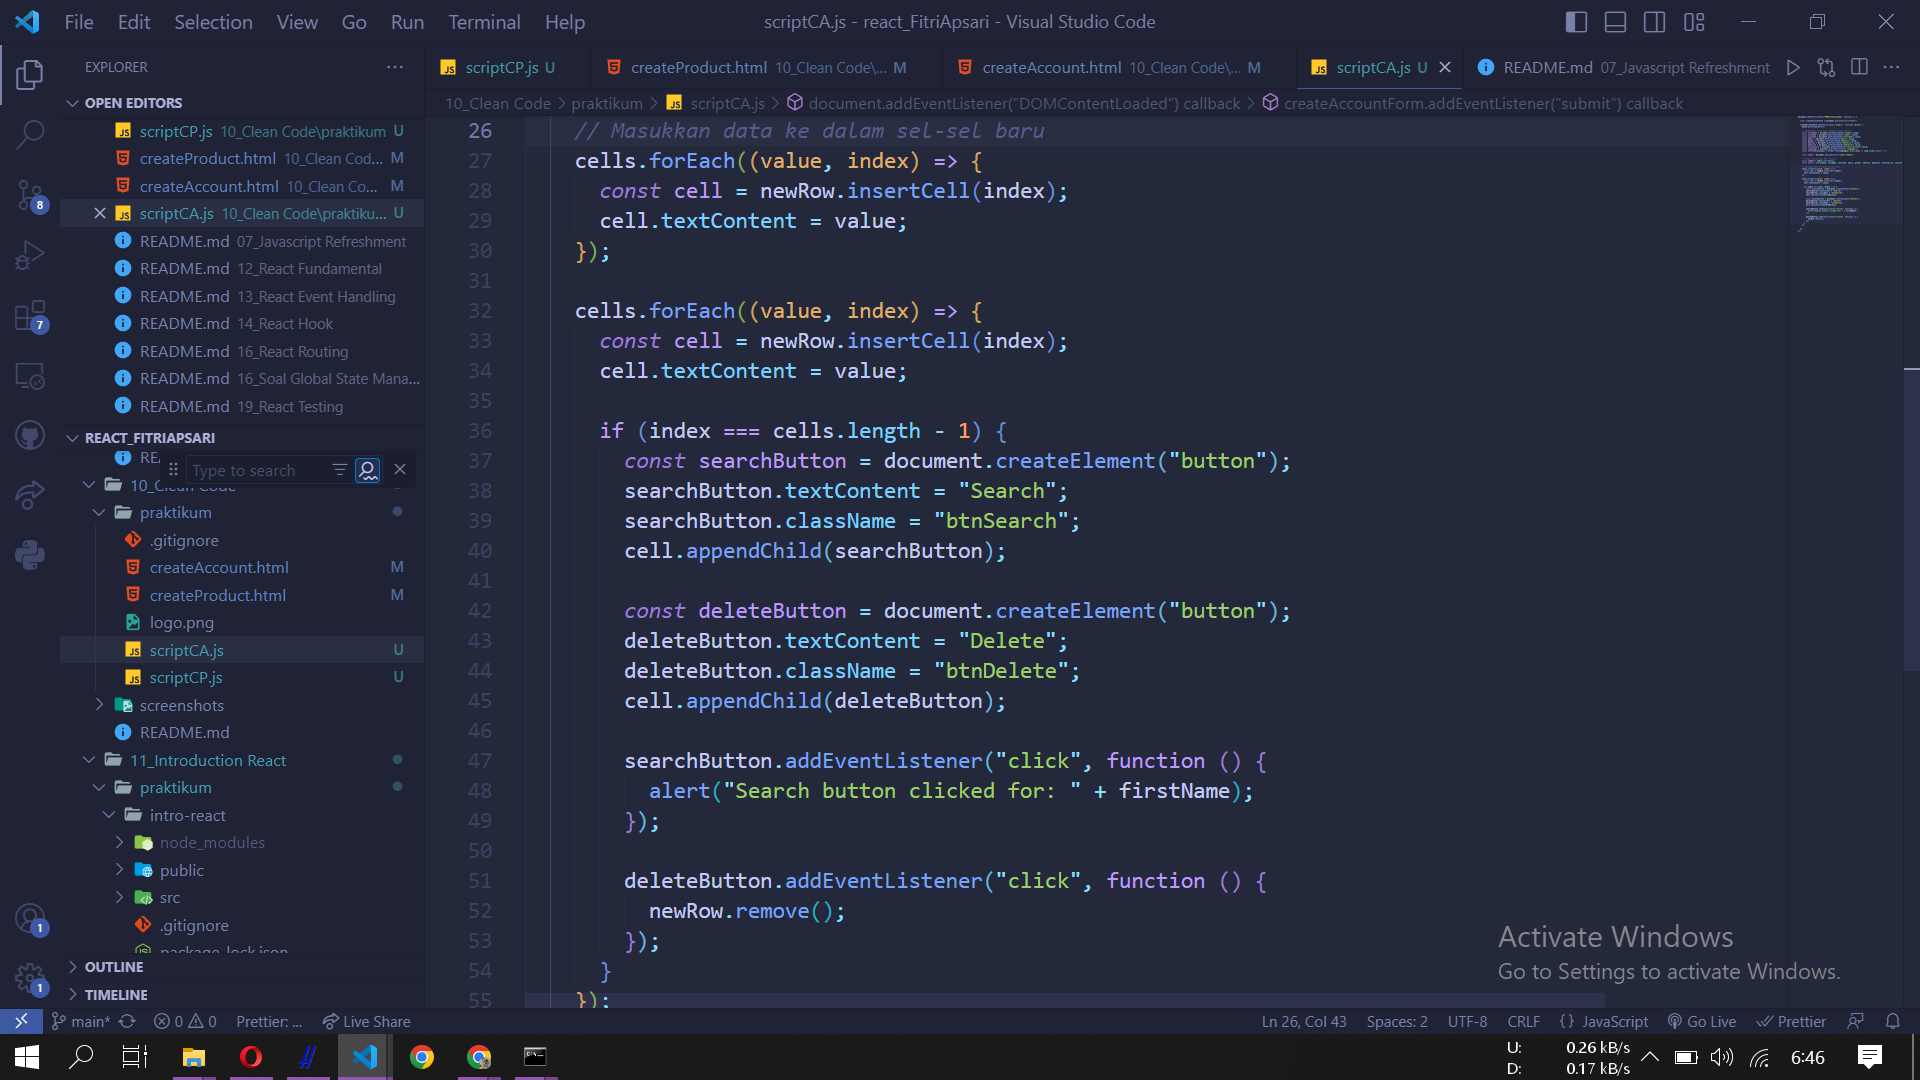 File Edit Selection View Go Run Terminal Help
scriptCA.js - react_FitriApsari - Visual Studio Code
EXPLORER
OPEN EDITORS
scriptCP.js 10_Clean Code\praktikum U
createProduct.html 10_Clean Cod... M
createAccount.html 10_Clean Co... M
scriptCA.js 10_Clean Code\praktiku... U
README.md 07_Javascript Refreshment
README.md 12_React Fundamental
README.md 13_React Event Handling
README.md 14_React Hook
README.md 16_React Routing
README.md 16_Soal Global State Mana...
README.md 19_React Testing
REACT_FITRIAPSARI
Type to search
10_Clean Code
praktikum
.gitignore
createAccount.html M
createProduct.html M
logo.png
scriptCA.js U
scriptCP.js U
screenshots
README.md
11_Introduction React
praktikum
intro-react
node_modules
public
src
.gitignore
package-lock.json
OUTLINE
TIMELINE
8
7
1
1
scriptCP.js U
createProduct.html 10_Clean Code\... M
createAccount.html 10_Clean Code\... M
scriptCA.js U
README.md 07_Javascript Refreshment
10_Clean Code > praktikum > scriptCA.js > document.addEventListener("DOMContentLoaded") callback > createAccountForm.addEventListener("submit") callback
26 // Masukkan data ke dalam sel-sel baru
27 cells.forEach((value, index) => {
28 const cell = newRow.insertCell(index);
29 cell.textContent = value;
30 });
31
32 cells.forEach((value, index) => {
33 const cell = newRow.insertCell(index);
34 cell.textContent = value;
35
36 if (index === cells.length - 1) {
37 const searchButton = document.createElement("button");
38 searchButton.textContent = "Search";
39 searchButton.className = "btnSearch";
40 cell.appendChild(searchButton);
41
42 const deleteButton = document.createElement("button");
43 deleteButton.textContent = "Delete";
44 deleteButton.className = "btnDelete";
45 cell.appendChild(deleteButton);
46
47 searchButton.addEventListener("click", function () {
48 alert("Search button clicked for: " + firstName);
49 });
50
51 deleteButton.addEventListener("click", function () {
52 newRow.remove();
53 });
54 }
55 });
Activate Windows
Go to Settings to activate Windows.
main* 0 0 Prettier: ... Live Share
Ln 26, Col 43 Spaces: 2 UTF-8 CRLF {} JavaScript Go Live Prettier
U: 0.26 kB/s
D: 0.17 kB/s
6:46